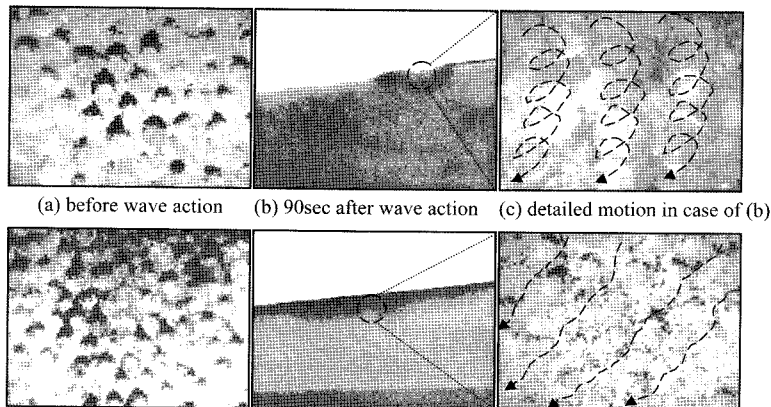 (a) before wave action (b) 90sec after wave action (c) detailed motion in case of (b)